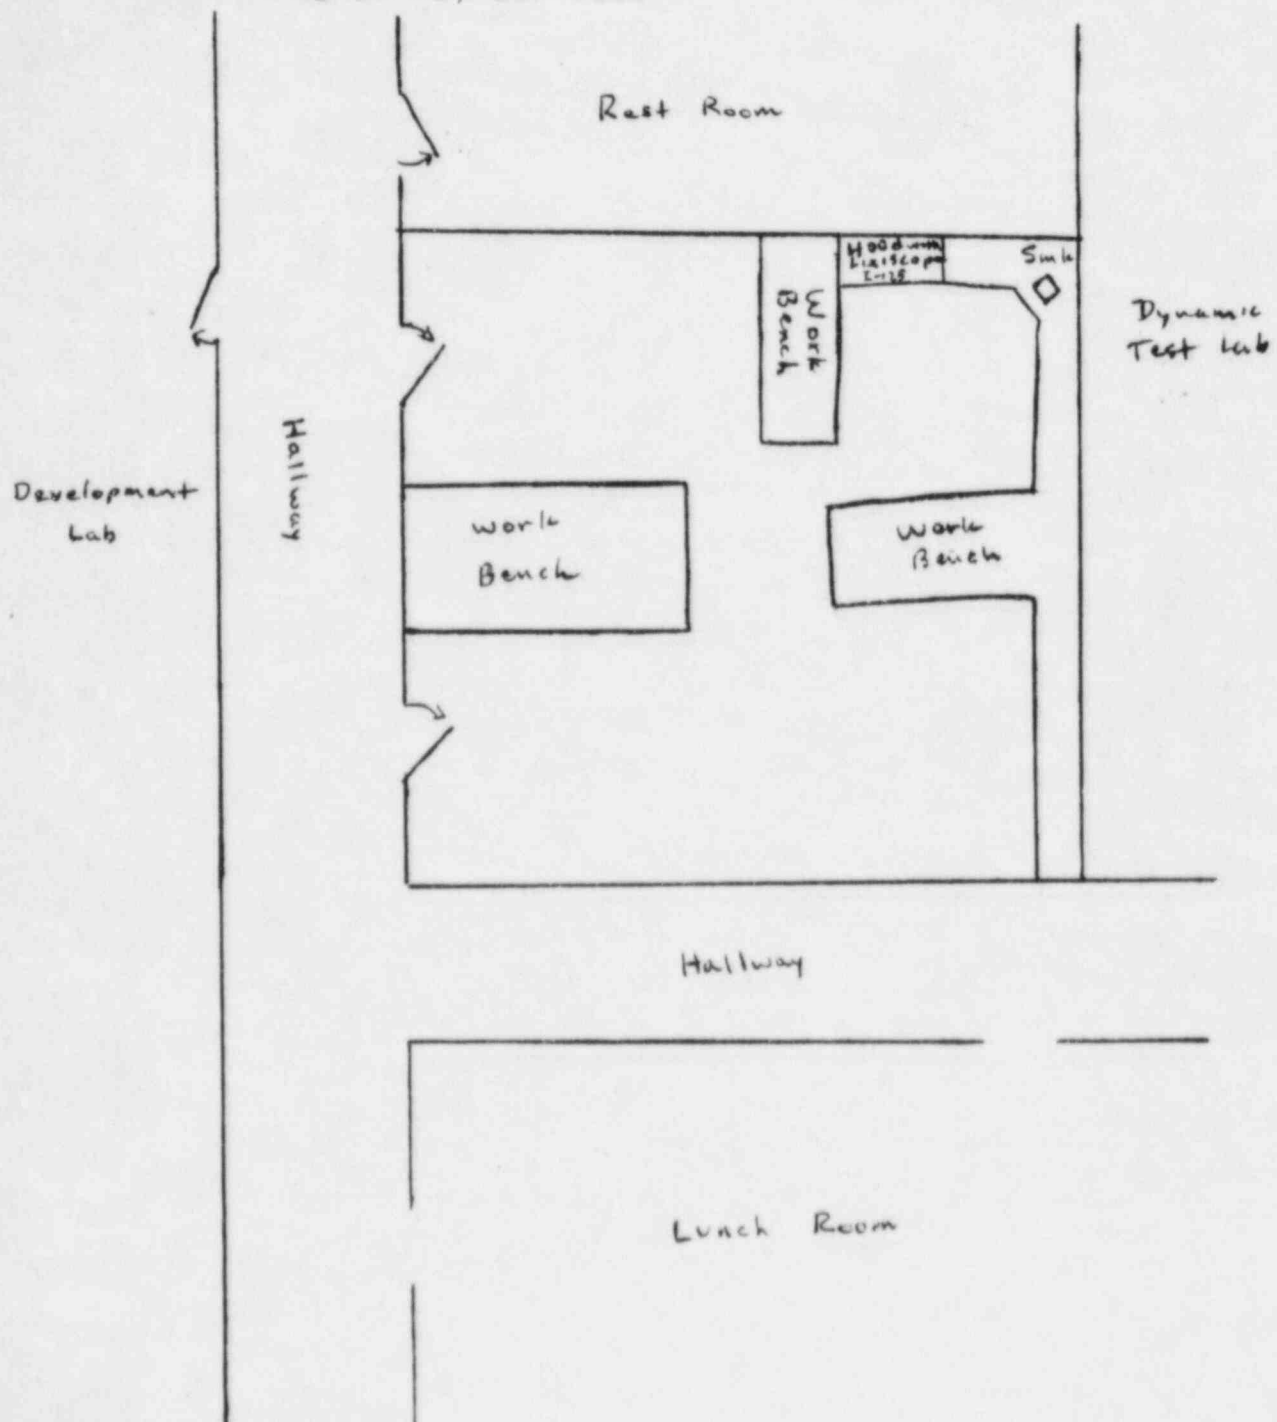 Rest Room
Hood with
Lixiscope
I-125
Sink
Work
Bench
Dynamic
Test Lab
Hallway
Development
Lab
Work
Bench
Work
Bench
Hallway
Lunch Room